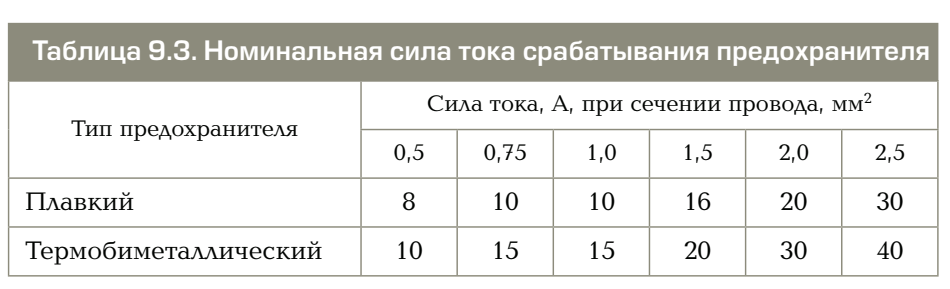 Таблица 9.3. Номинальная сила тока срабатывания предохранителя
Тип предохранителя
Сила тока, А, при сечении провода, мм²
0,5 0,75 1,0 1,5 2,0 2,5
Плавкий 8 10 10 16 20 30
Термобиметаллический 10 15 15 20 30 40